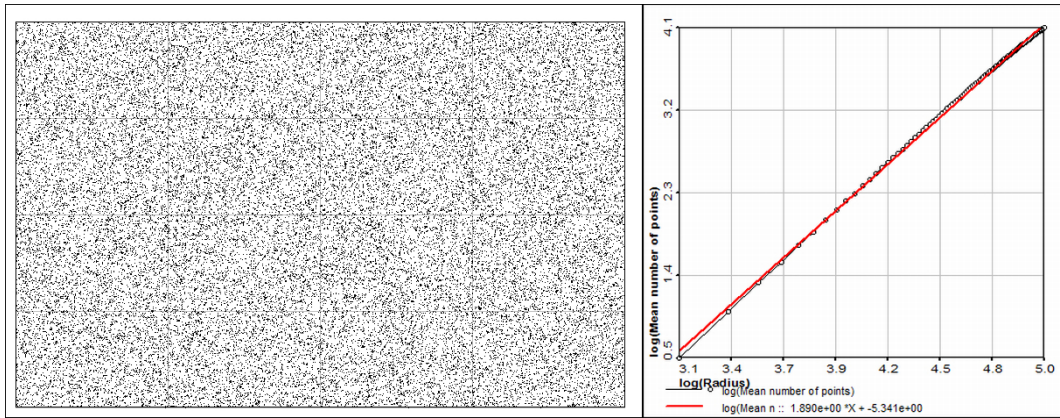 4.1
3.2
2.3
1.4
0.5
log(Mean number of points)
3.1 3.4 3.7 3.9 4.2 4.5 4.8 5.0
log(Radius)
log(Mean number of points)
log(Mean n :: 1.890e+00 *X + -5.341e+00